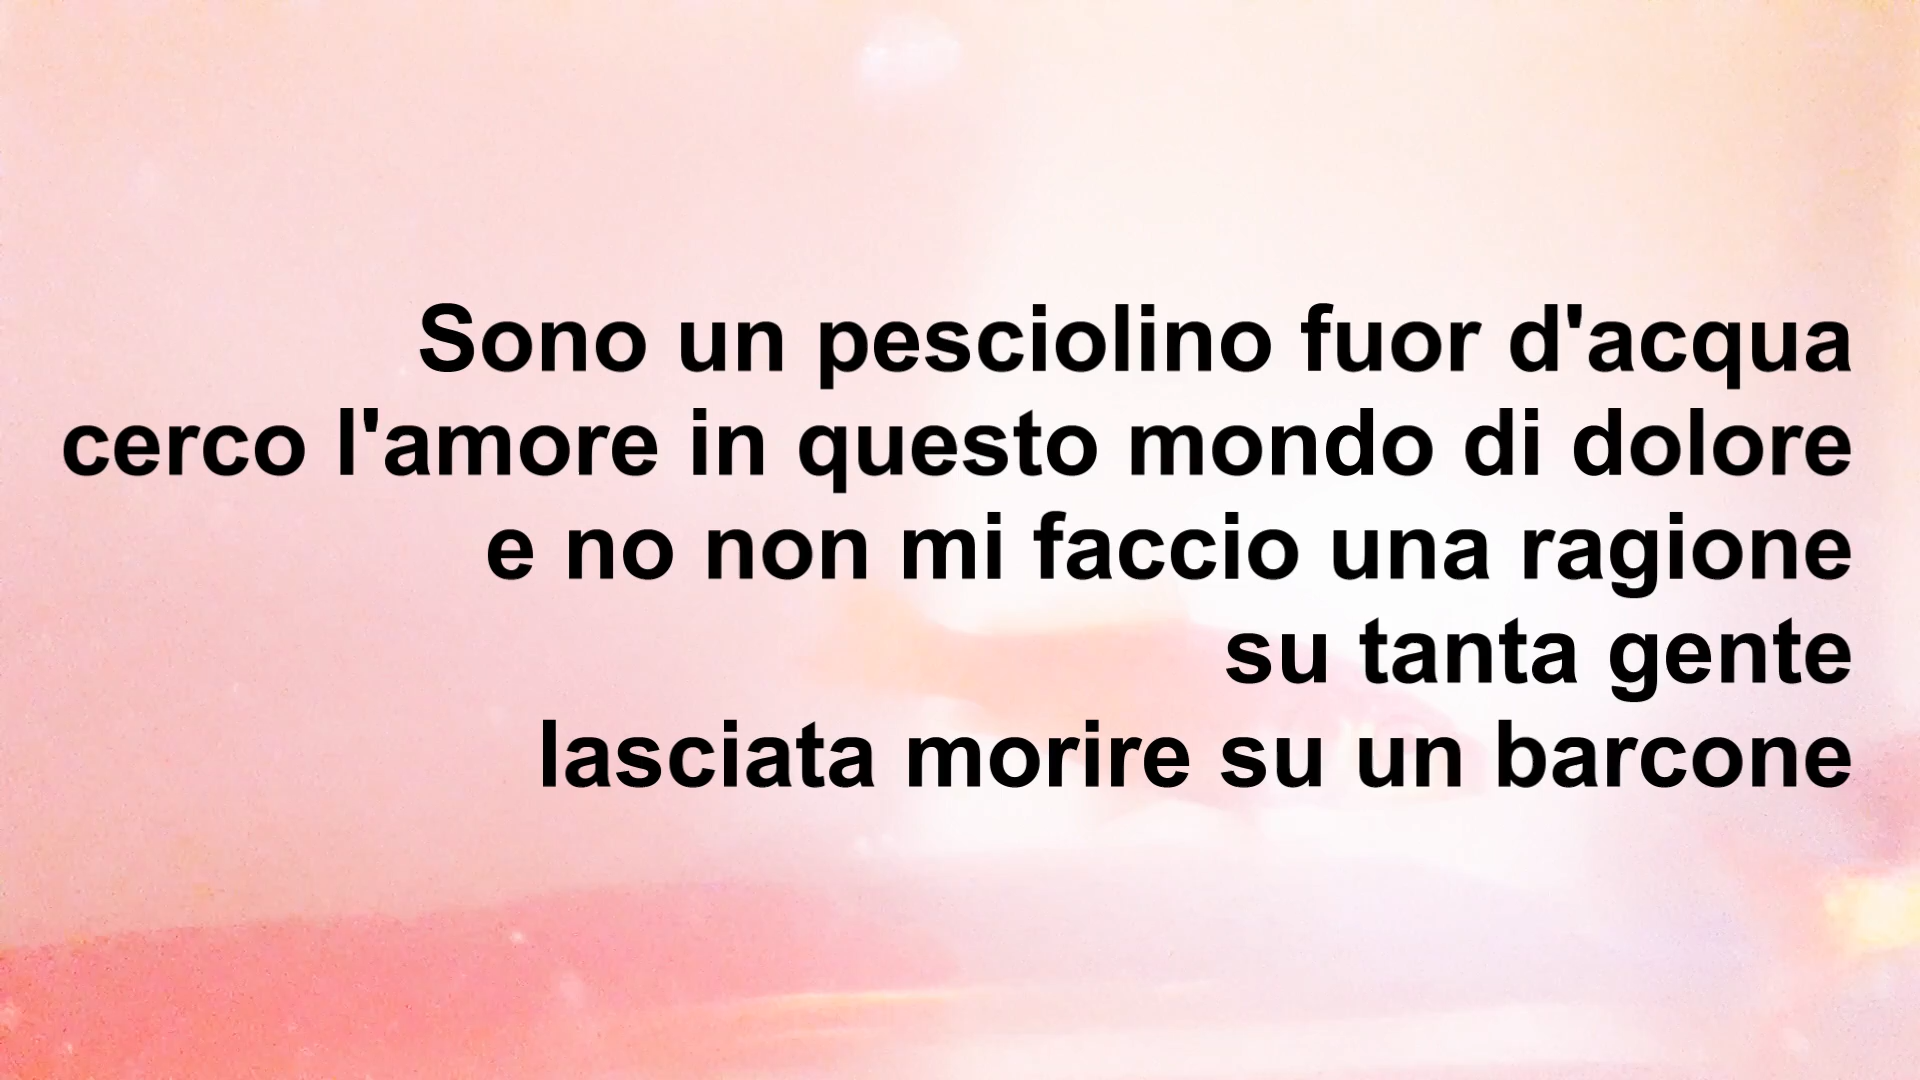 Sono un pesciolino fuor d'acqua
cerco l'amore in questo mondo di dolore
e no non mi faccio una ragione
su tanta gente
lasciata morire su un barcone